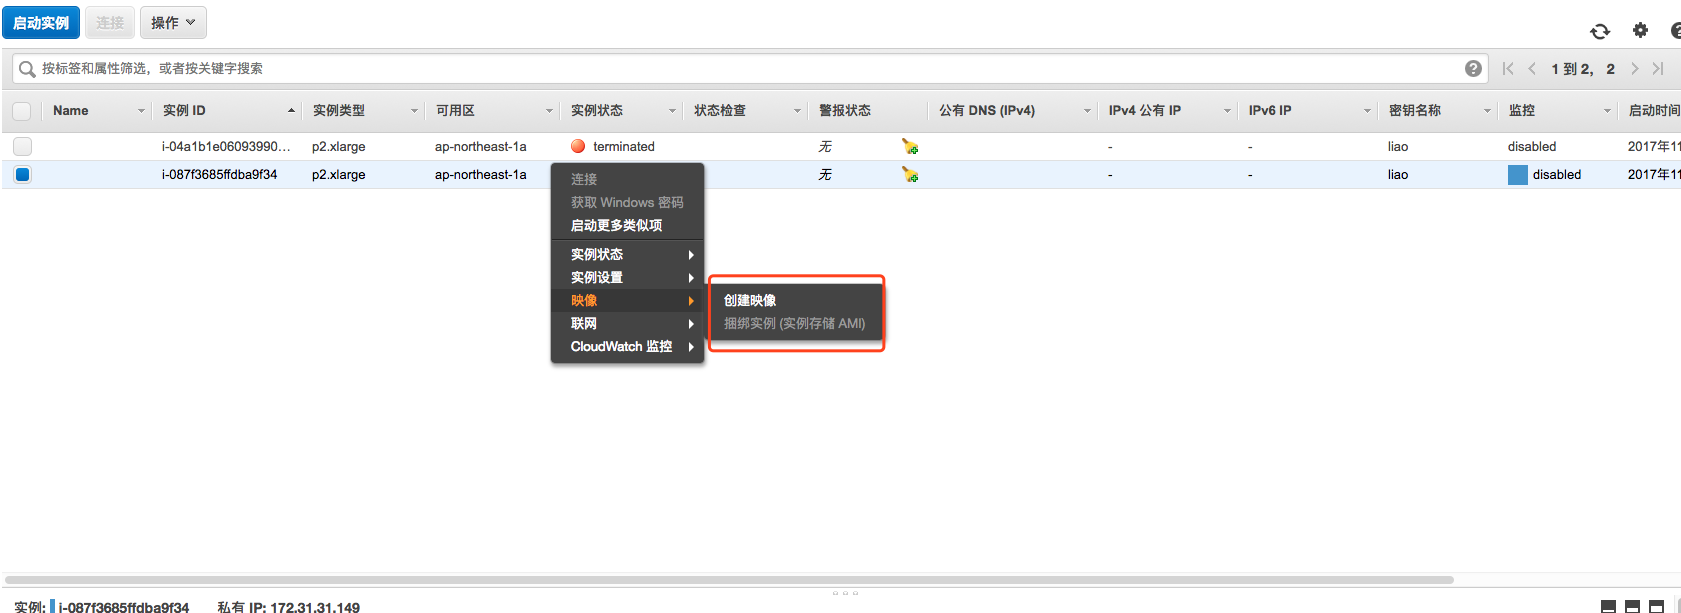 启动实例 连接 操作
按标签和属性筛选，或者按关键字搜索 1 到 2， 2
Name 实例 ID 实例类型 可用区 实例状态 状态检查 警报状态 公有 DNS (IPv4) IPv4 公有 IP IPv6 IP 密钥名称 监控 启动时间
i-04a1b1e06093990... p2.xlarge ap-northeast-1a terminated 无 - - liao disabled 2017年11
i-087f3685ffdba9f34 p2.xlarge ap-northeast-1a 无 - - liao disabled 2017年11
连接
获取 Windows 密码
启动更多类似项
实例状态
实例设置
映像
联网
CloudWatch 监控
创建映像
捆绑实例 (实例存储 AMI)
实例: i-087f3685ffdba9f34 私有 IP: 172.31.31.149